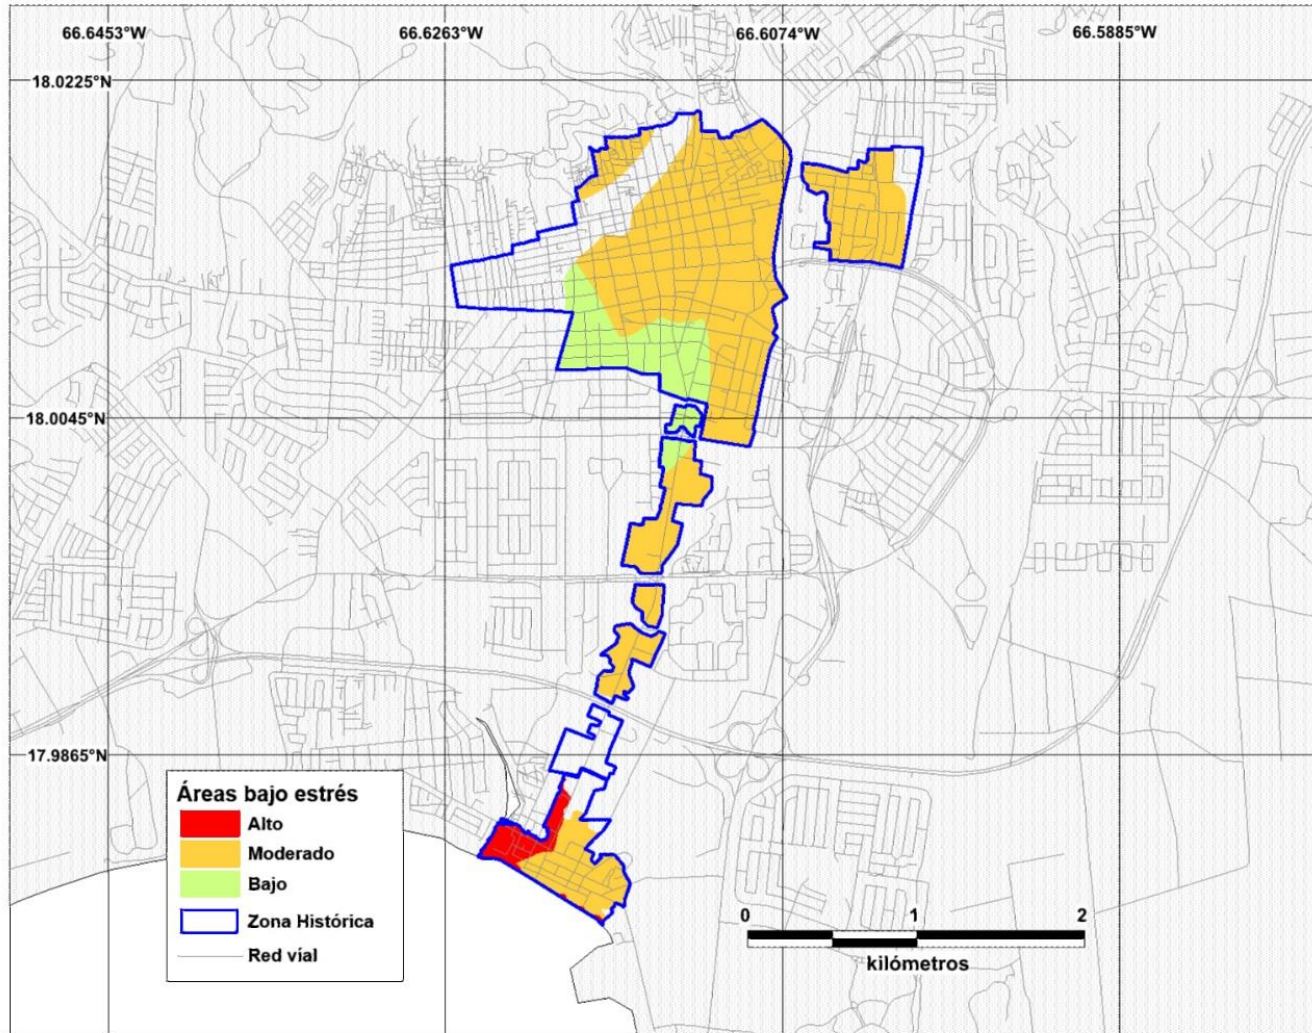 66.6453°W 66.6263°W 66.6074°W 66.5885°W
18.0225°N
18.0045°N
17.9865°N
Áreas bajo estrés
Alto
Moderado
Bajo
Zona Histórica
Red víal
0 1 2
kilómetros